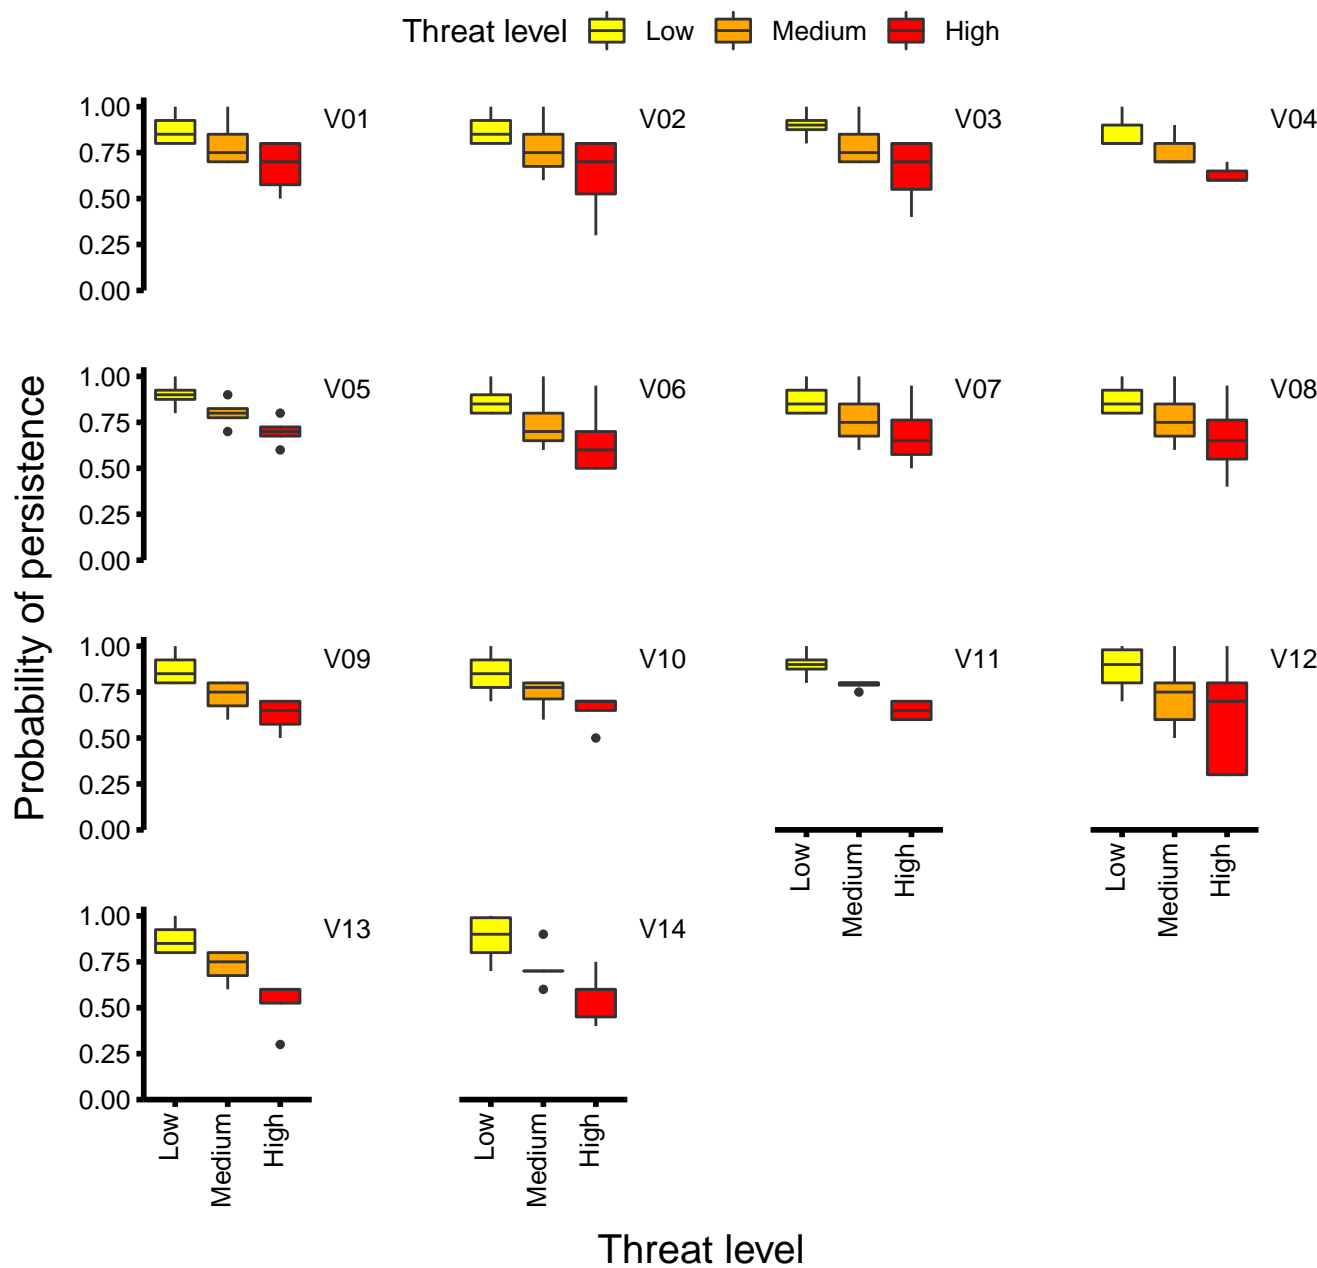 Threat level Low Medium High
1.00 V01 V02 V03 V04
0.75
0.50
0.25
0.00
Probability of persistence
1.00 V05 V06 V07 V08
0.75
0.50
0.25
0.00
1.00 V09 V10 V11 V12
0.75
0.50
0.25
0.00
Low Medium High Low Medium High
1.00 V13 V14
0.75
0.50
0.25
0.00
Low Medium High Low Medium High
Threat level